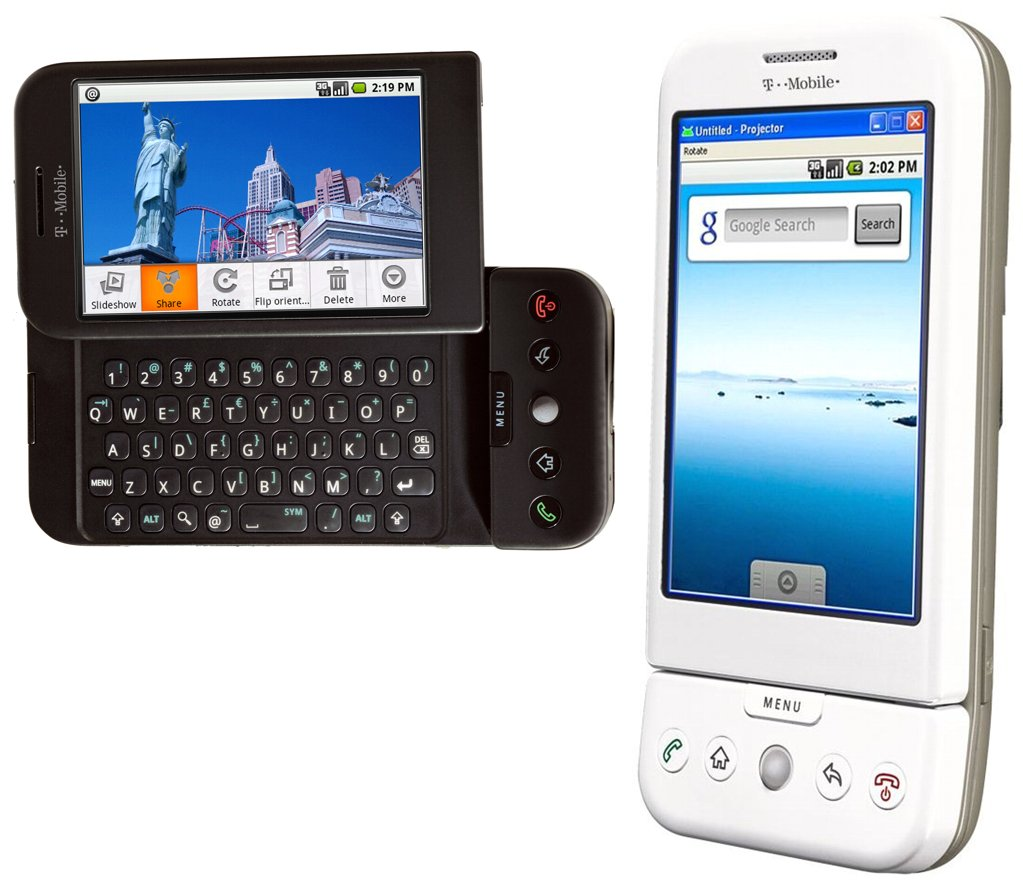 2:19 PM
T··Mobile·
Slideshow Share Rotate Flip orient... Delete More
1! 2@ 3# 4$ 5% 6^ 7& 8* 9( 0)
Q W` E_ R£ T€ Y÷ U× I- O+ P=
A S| D\ F{ G} H: J; K" L' DEL
MENU Z X C V[ B] N< M> ,? 
ALT @~ SYM ./ ALT
MENU
T··Mobile·
Untitled - Projector
Rotate
3G 2:02 PM
g Google Search Search
MENU